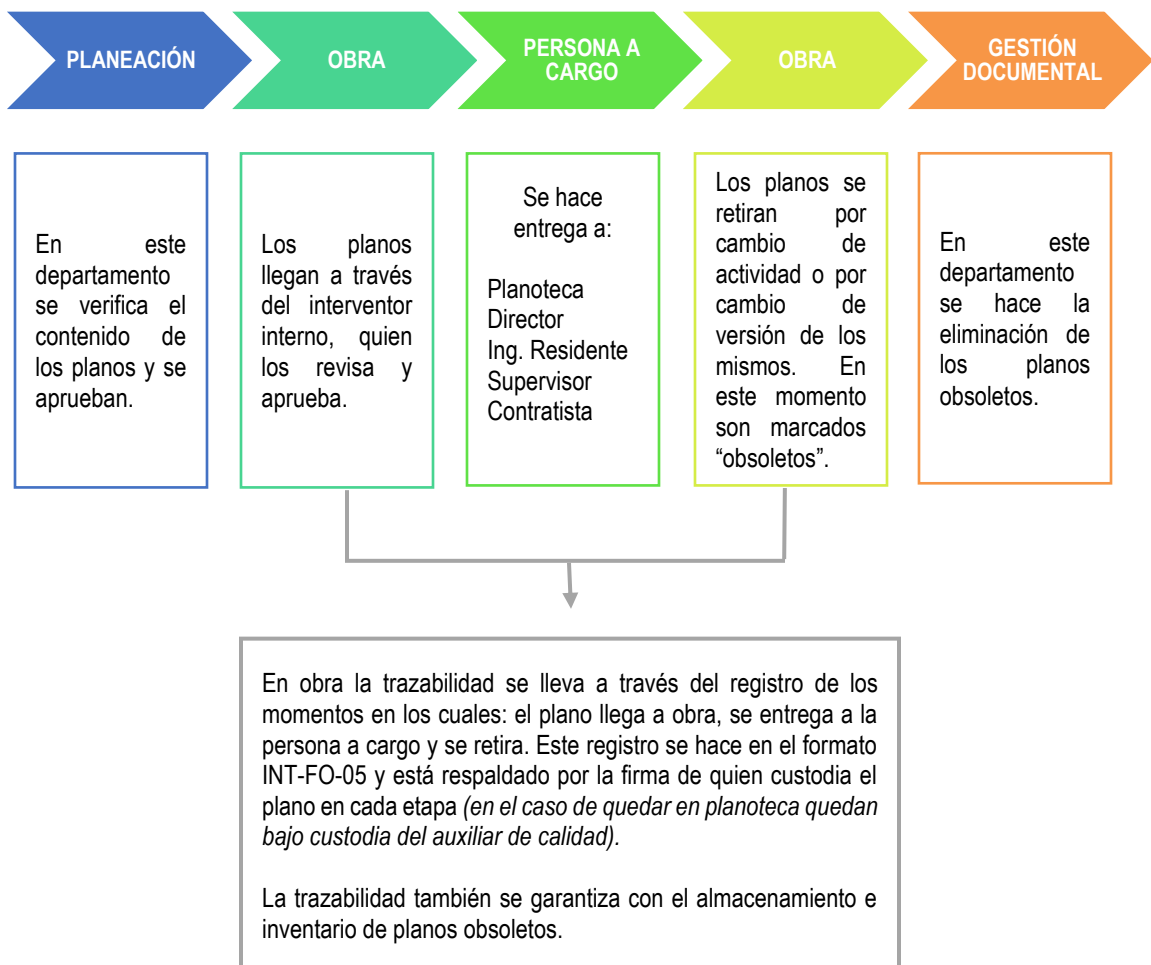 PLANEACIÓN
OBRA
PERSONA A
CARGO
OBRA
GESTIÓN
DOCUMENTAL
En este
departamento
se verifica el
contenido de
los planos y se
aprueban.
Los planos
llegan a través
del interventor
interno, quien
los revisa y
aprueba.
Se hace
entrega a:
Planoteca
Director
Ing. Residente
Supervisor
Contratista
Los planos se
retiran por
cambio de
actividad o por
cambio de
versión de los
mismos. En
este momento
son marcados
“obsoletos”.
En este
departamento
se hace la
eliminación de
los planos
obsoletos.
En obra la trazabilidad se lleva a través del registro de los
momentos en los cuales: el plano llega a obra, se entrega a la
persona a cargo y se retira. Este registro se hace en el formato
INT-FO-05 y está respaldado por la firma de quien custodia el
plano en cada etapa (en el caso de quedar en planoteca quedan
bajo custodia del auxiliar de calidad).
La trazabilidad también se garantiza con el almacenamiento e
inventario de planos obsoletos.